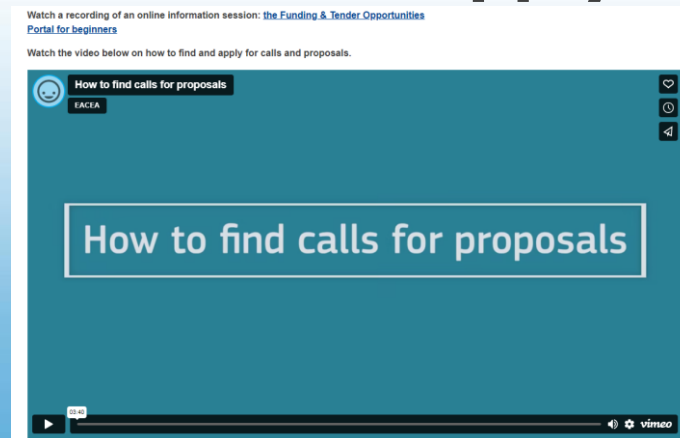 Watch a recording of an online information session: the Funding & Tender Opportunities
Portal for beginners
Watch the video below on how to find and apply for calls and proposals.
How to find calls for proposals
EACEA
How to find calls for proposals
03:40
vimeo